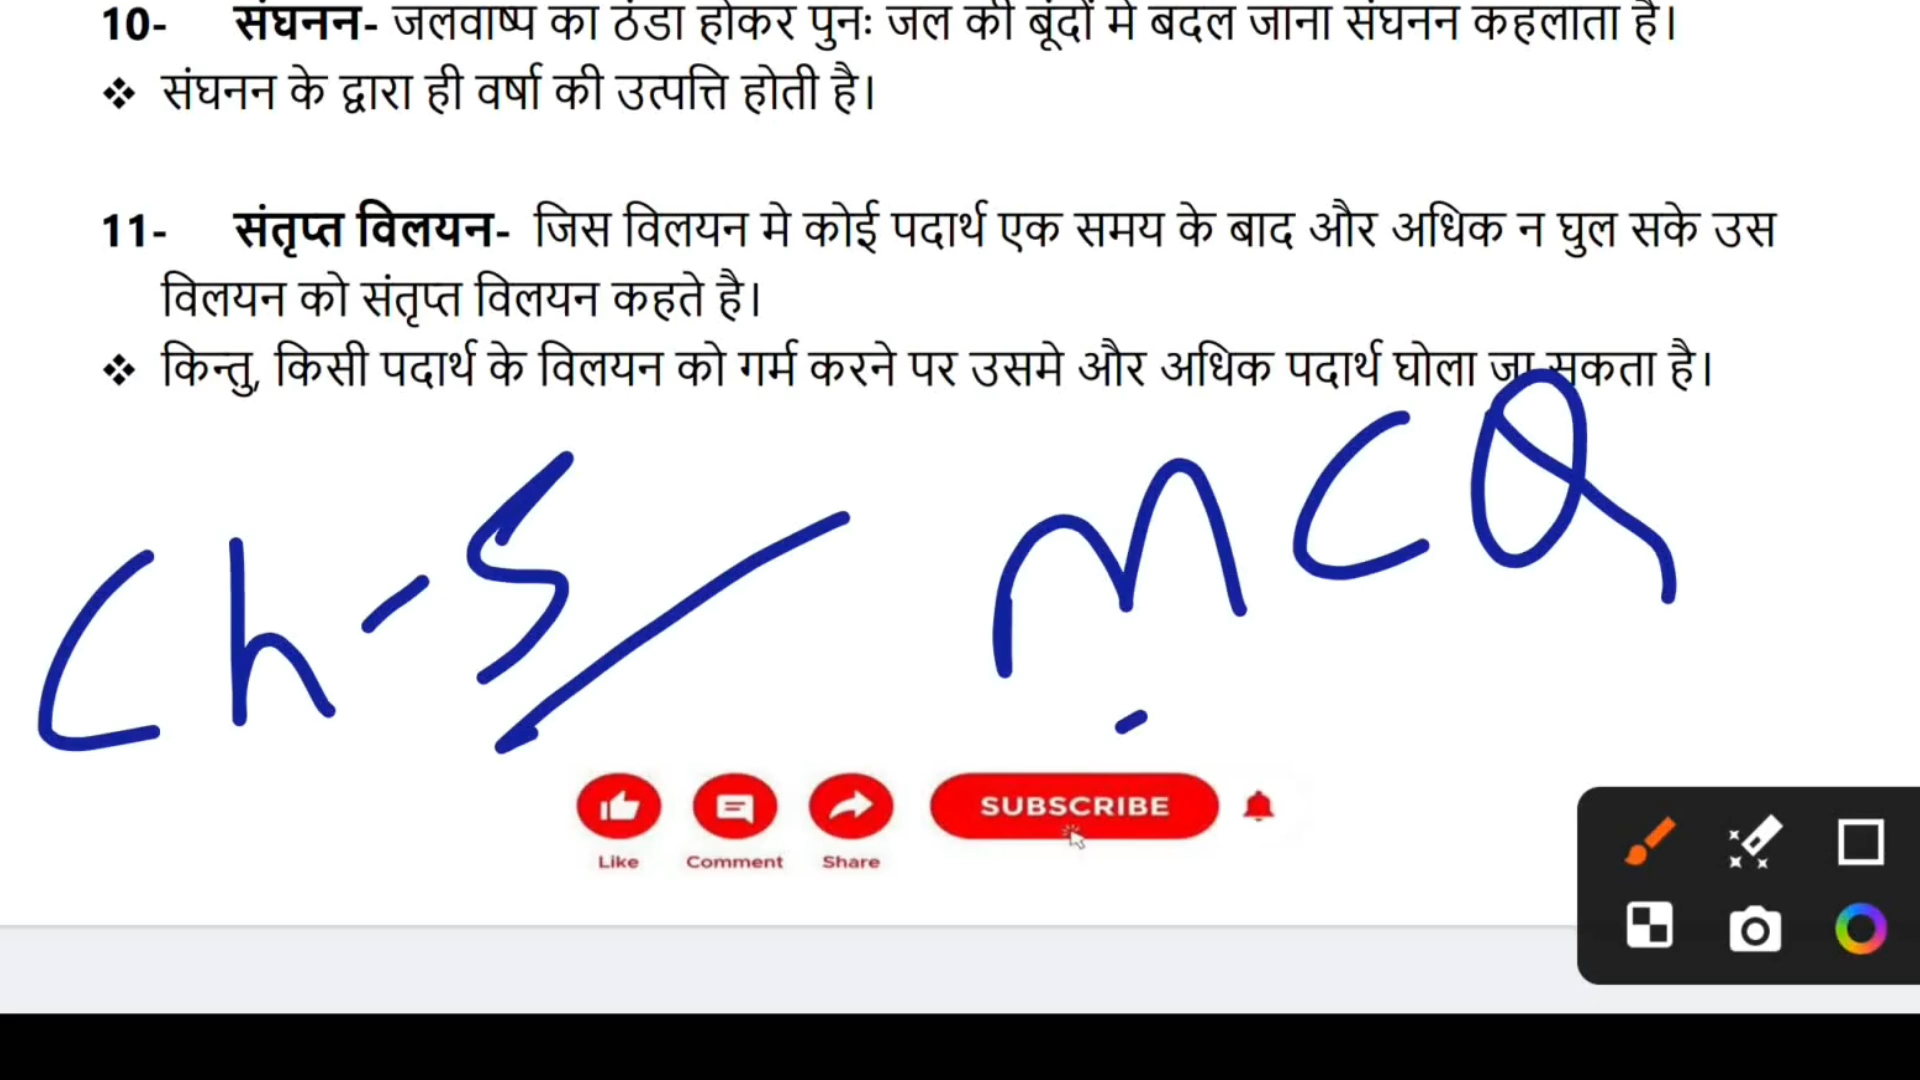 10- संघनन- जलवाष्प का ठंडा होकर पुनः जल की बूंदों मे बदल जाना संघनन कहलाता है।
❖ संघनन के द्वारा ही वर्षा की उत्पत्ति होती है।
11- संतृप्त विलयन- जिस विलयन मे कोई पदार्थ एक समय के बाद और अधिक न घुल सके उस
विलयन को संतृप्त विलयन कहते है।
❖ किन्तु, किसी पदार्थ के विलयन को गर्म करने पर उसमे और अधिक पदार्थ घोला जा सकता है।
Ch-5 MCQ
SUBSCRIBE
Like Comment Share